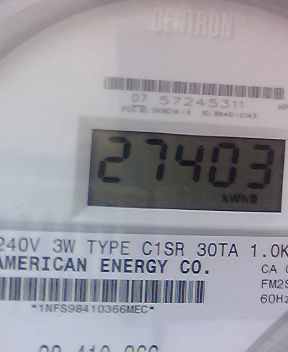 CENTRON
07 57245311
27403
kWh
240V 3W TYPE C1SR 30TA 1.0K
AMERICAN ENERGY CO.
CA
FM2S
60Hz
*1NFS98410366MEC*